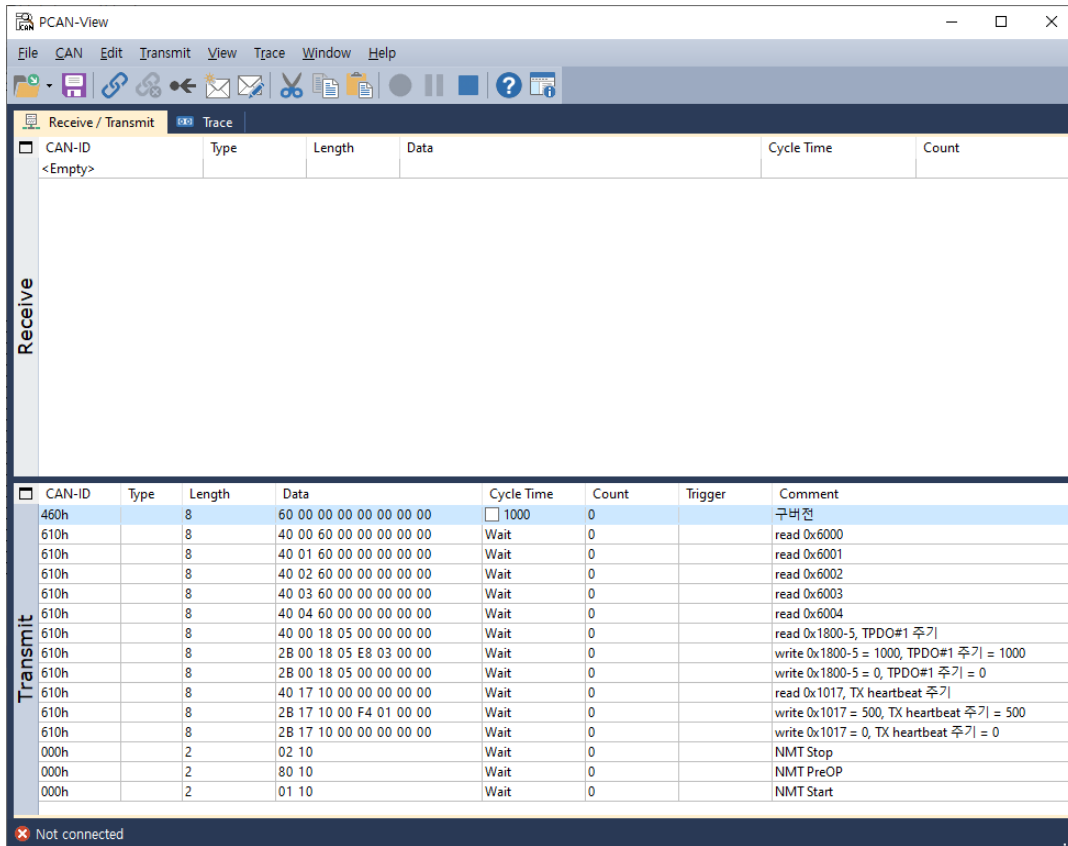 PCAN-View
File CAN Edit Transmit View Trace Window Help
Receive / Transmit Trace
CAN-ID Type Length Data Cycle Time Count
<Empty>
Receive
CAN-ID Type Length Data Cycle Time Count Trigger Comment
460h 8 60 00 00 00 00 00 00 00 1000 0 구버전
610h 8 40 00 60 00 00 00 00 00 Wait 0 read 0x6000
610h 8 40 01 60 00 00 00 00 00 Wait 0 read 0x6001
610h 8 40 02 60 00 00 00 00 00 Wait 0 read 0x6002
610h 8 40 03 60 00 00 00 00 00 Wait 0 read 0x6003
610h 8 40 04 60 00 00 00 00 00 Wait 0 read 0x6004
610h 8 40 00 18 05 00 00 00 00 Wait 0 read 0x1800-5, TPDO#1 주기
610h 8 2B 00 18 05 E8 03 00 00 Wait 0 write 0x1800-5 = 1000, TPDO#1 주기 = 1000
610h 8 2B 00 18 05 00 00 00 00 Wait 0 write 0x1800-5 = 0, TPDO#1 주기 = 0
610h 8 40 17 10 00 00 00 00 00 Wait 0 read 0x1017, TX heartbeat 주기
610h 8 2B 17 10 00 F4 01 00 00 Wait 0 write 0x1017 = 500, TX heartbeat 주기 = 500
610h 8 2B 17 10 00 00 00 00 00 Wait 0 write 0x1017 = 0, TX heartbeat 주기 = 0
000h 2 02 10 Wait 0 NMT Stop
000h 2 80 10 Wait 0 NMT PreOP
000h 2 01 10 Wait 0 NMT Start
Transmit
Not connected